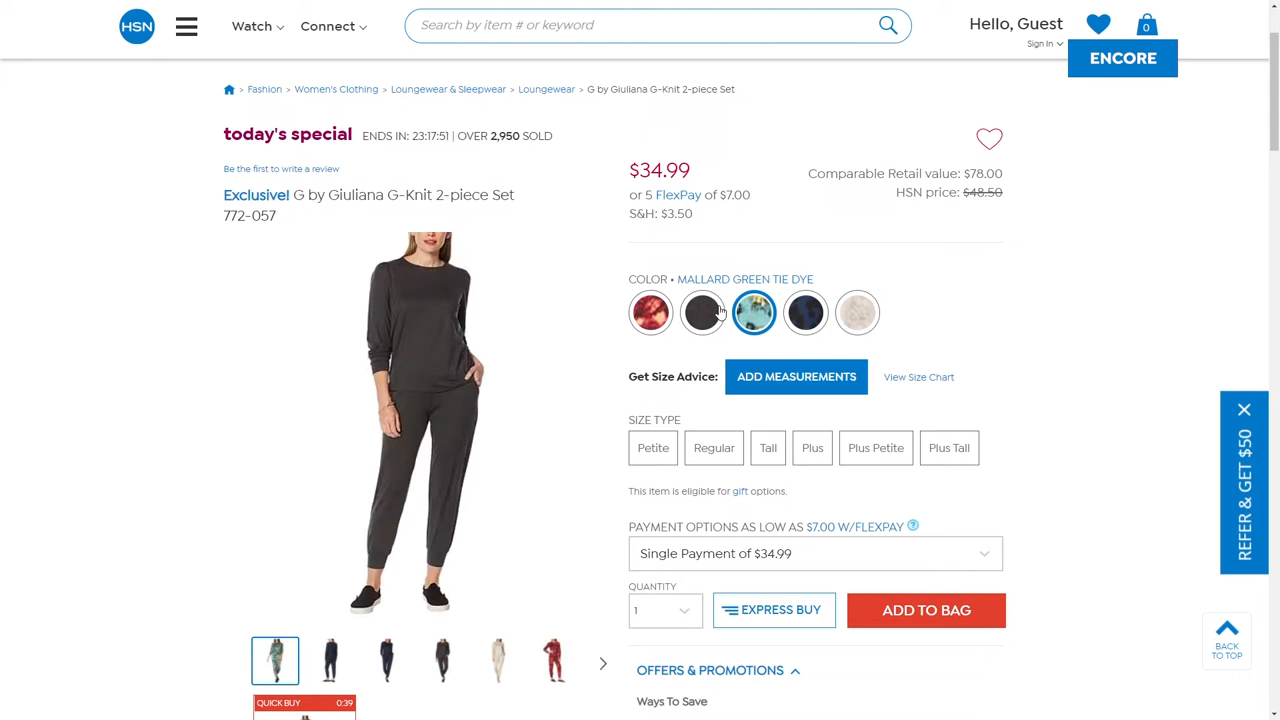 HSN
Watch
Connect
Search by item # or keyword
Hello, Guest
Sign In
0
ENCORE
> Fashion > Women's Clothing > Loungewear & Sleepwear > Loungewear > G by Giuliana G-Knit 2-piece Set
today's special ENDS IN: 23:17:51 | OVER 2,950 SOLD
Be the first to write a review
Exclusive! G by Giuliana G-Knit 2-piece Set
772-057
$34.99
or 5 FlexPay of $7.00
S&H: $3.50
Comparable Retail value: $78.00
HSN price: $48.50
COLOR • MALLARD GREEN TIE DYE
Get Size Advice: ADD MEASUREMENTS View Size Chart
SIZE TYPE
Petite Regular Tall Plus Plus Petite Plus Tall
This item is eligible for gift options.
PAYMENT OPTIONS AS LOW AS $7.00 W/FLEXPAY ?
Single Payment of $34.99
QUANTITY
1
EXPRESS BUY
ADD TO BAG
OFFERS & PROMOTIONS
Ways To Save
QUICK BUY 0:39
REFER & GET $50
BACK
TO TOP